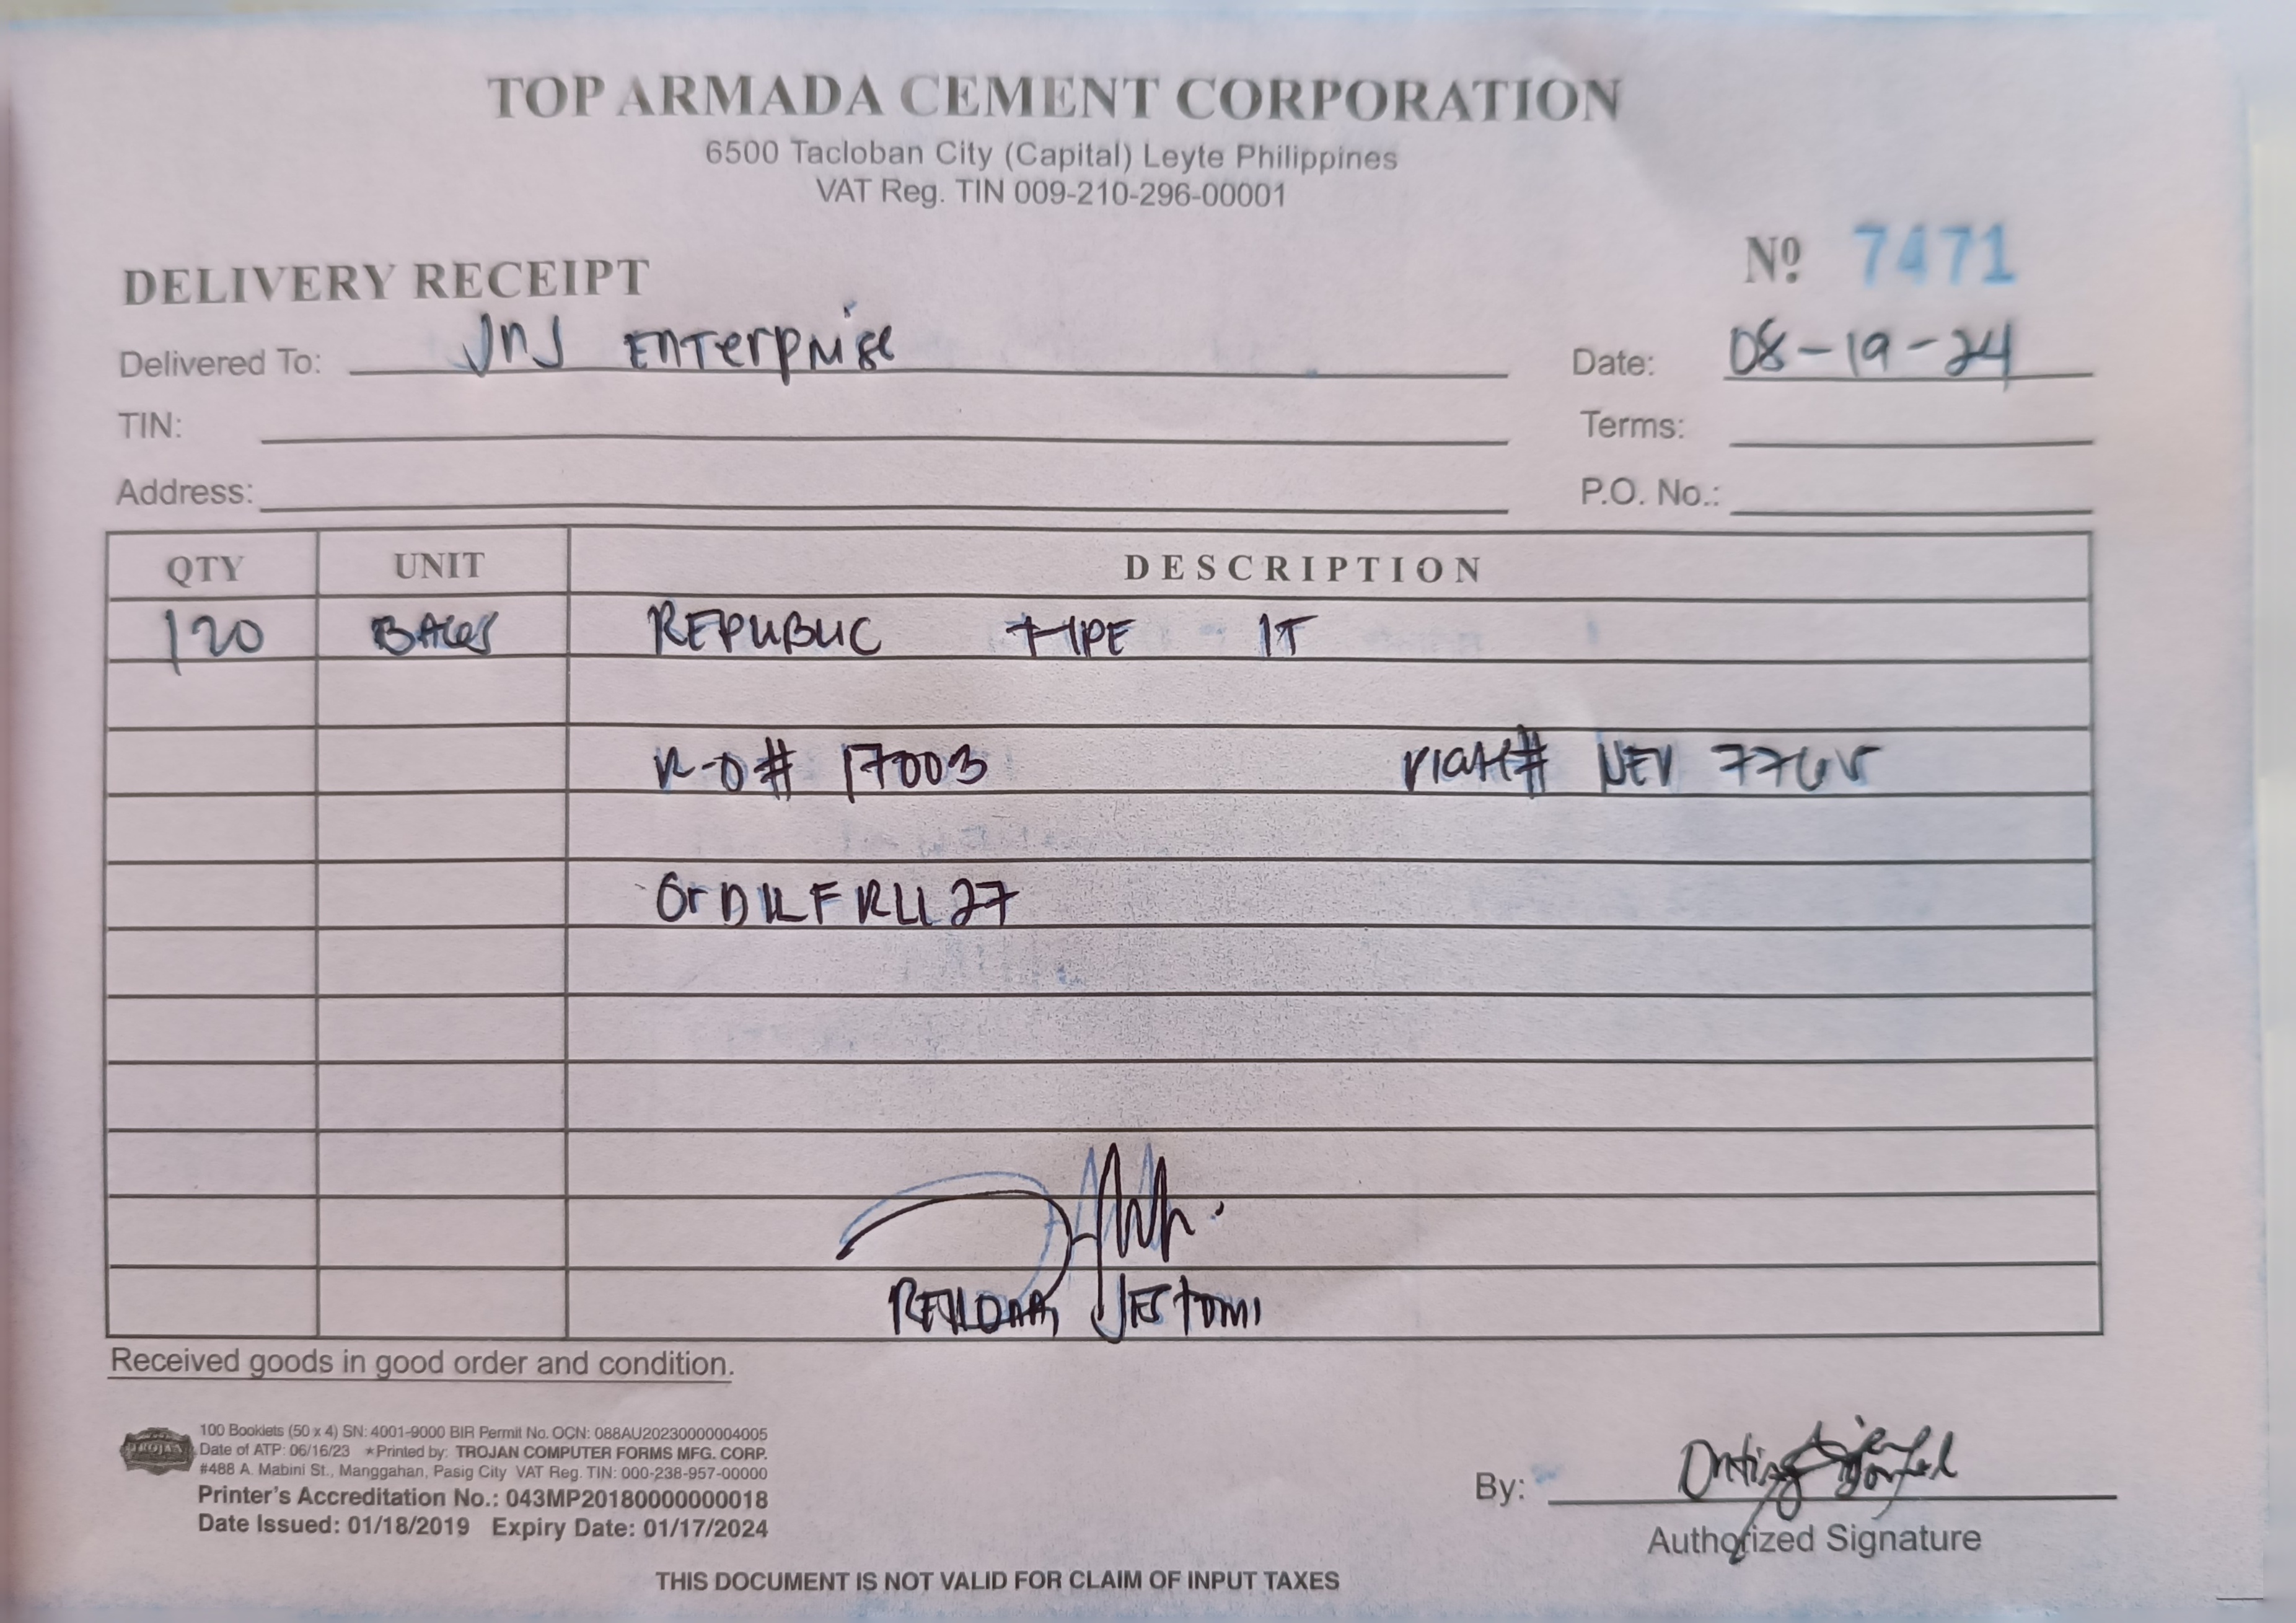 TOP ARMADA CEMENT CORPORATION
6500 Tacloban City (Capital) Leyte Philippines
VAT Reg. TIN 009-210-296-00001
DELIVERY RECEIPT
Nº 7471
Delivered To: JNJ ENTerprise
Date: 08-19-24
TIN:
Terms:
Address:
P.O. No.:
QTY UNIT DESCRIPTION
120 BAGS REPUBLIC TYPE 1T
R-O# 17003 NEV 7765
Received goods in good order and condition.
TROJAN
100 Booklets (50 x 4) SN: 4001-9000 BIR Permit No. OCN: 088AU20230000004005
Date of ATP: 06/16/23 ★Printed by: TROJAN COMPUTER FORMS MFG. CORP.
#488 A. Mabini St., Manggahan, Pasig City VAT Reg. TIN: 000-238-957-00000
Printer's Accreditation No.: 043MP20180000000018
Date Issued: 01/18/2019 Expiry Date: 01/17/2024
By:
Authorized Signature
THIS DOCUMENT IS NOT VALID FOR CLAIM OF INPUT TAXES